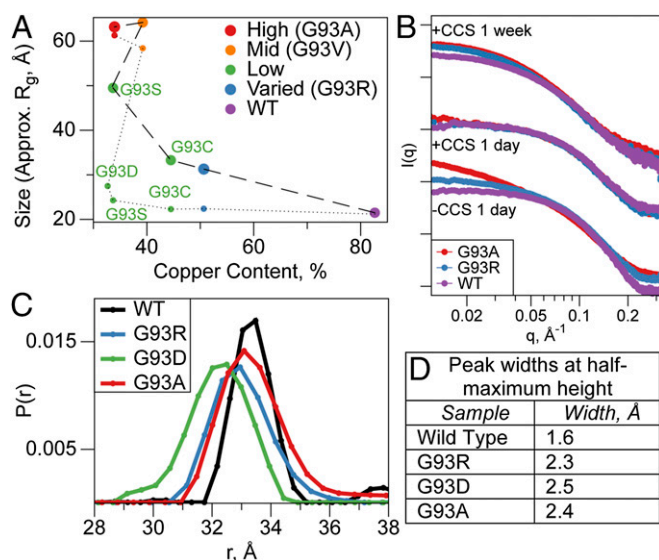 A
High (G93A)
Mid (G93V)
Low
Varied (G93R)
WT
G93S
G93C
G93D
G93C
G93S
60
40
20
Size (Approx. Rg, Å)
40
60
80
Copper Content, %
B
+CCS 1 week
+CCS 1 day
-CCS 1 day
G93A
G93R
WT
I(q)
0.02
0.05
0.1
0.2
q, Å-1
C
WT
G93R
G93D
G93A
0.015
0.005
P(r)
28
30
32
34
36
38
r, Å
D
Peak widths at half-
maximum height
Sample Width, Å
Wild Type 1.6
G93R 2.3
G93D 2.5
G93A 2.4